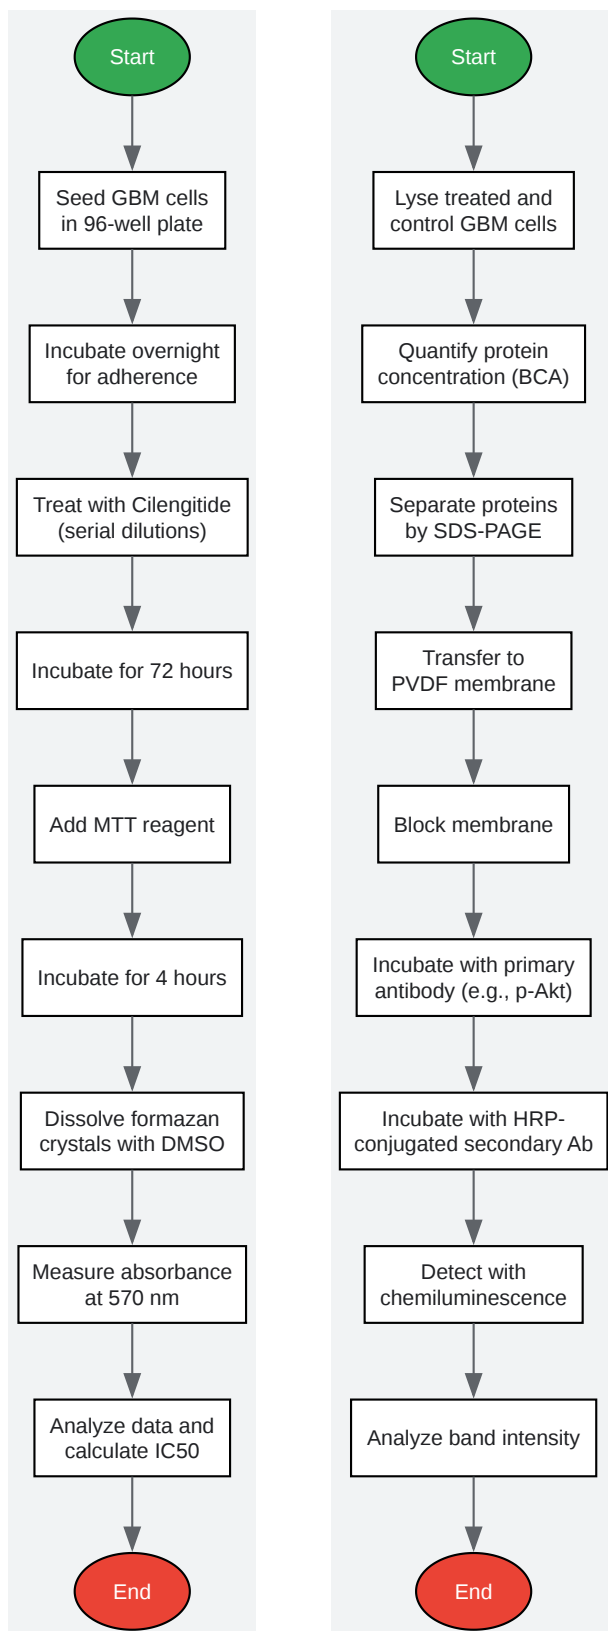 Start
Seed GBM cells
in 96-well plate
Incubate overnight
for adherence
Treat with Cilengitide
(serial dilutions)
Incubate for 72 hours
Add MTT reagent
Incubate for 4 hours
Dissolve formazan
crystals with DMSO
Measure absorbance
at 570 nm
Analyze data and
calculate IC50
End
Start
Lyse treated and
control GBM cells
Quantify protein
concentration (BCA)
Separate proteins
by SDS-PAGE
Transfer to
PVDF membrane
Block membrane
Incubate with primary
antibody (e.g., p-Akt)
Incubate with HRP-
conjugated secondary Ab
Detect with
chemiluminescence
Analyze band intensity
End